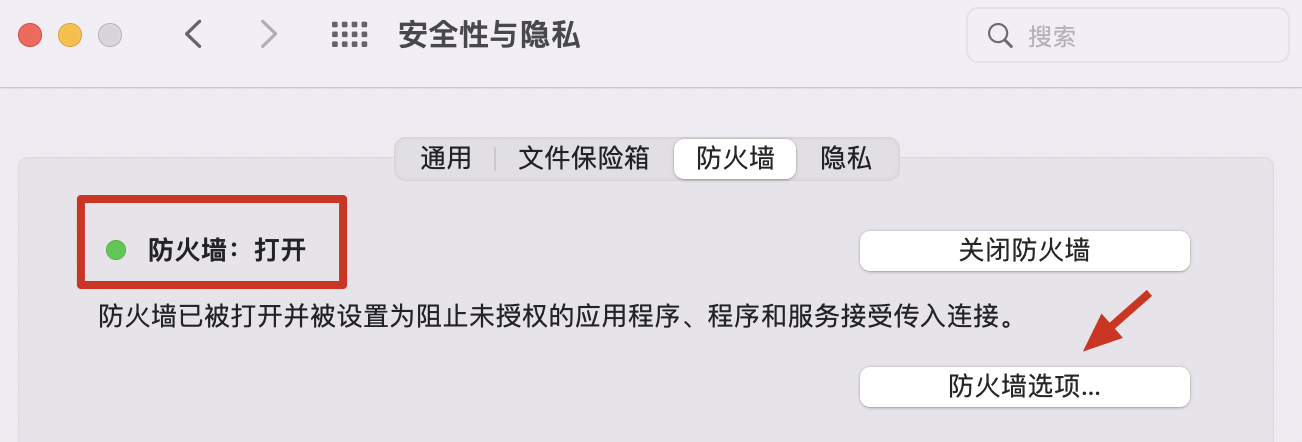 安全性与隐私
搜索
通用 文件保险箱 防火墙 隐私
防火墙：打开
关闭防火墙
防火墙已被打开并被设置为阻止未授权的应用程序、程序和服务接受传入连接。
防火墙选项...